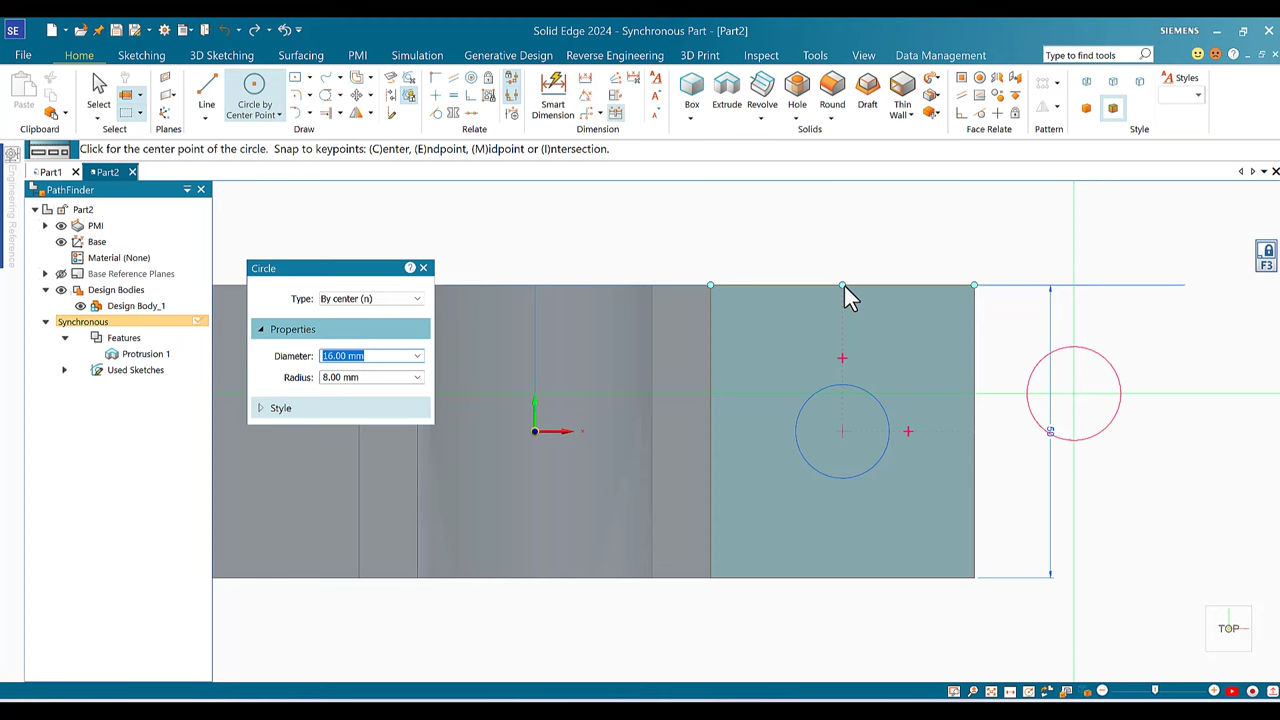 SE
Solid Edge 2024 - Synchronous Part - [Part2]
SIEMENS
File
Home
Sketching
3D Sketching
Surfacing
PMI
Simulation
Generative Design
Reverse Engineering
3D Print
Inspect
Tools
View
Data Management
Type to find tools
Paste
Select
Line
Circle by
Center Point
Smart
Dimension
Box
Extrude
Revolve
Hole
Round
Draft
Thin
Wall
Styles
Clipboard
Select
Planes
Draw
Relate
Dimension
Solids
Face Relate
Pattern
Style
Click for the center point of the circle. Snap to keypoints: (C)enter, (E)ndpoint, (M)idpoint or (I)ntersection.
Part1
Part2
Engineering Reference
PathFinder
Part2
PMI
Base
Material (None)
Base Reference Planes
Design Bodies
Design Body_1
Synchronous
Features
Protrusion 1
Used Sketches
Circle
Type: By center (n)
Properties
Diameter: 16.00 mm
Radius: 8.00 mm
Style
50
x
F3
TOP